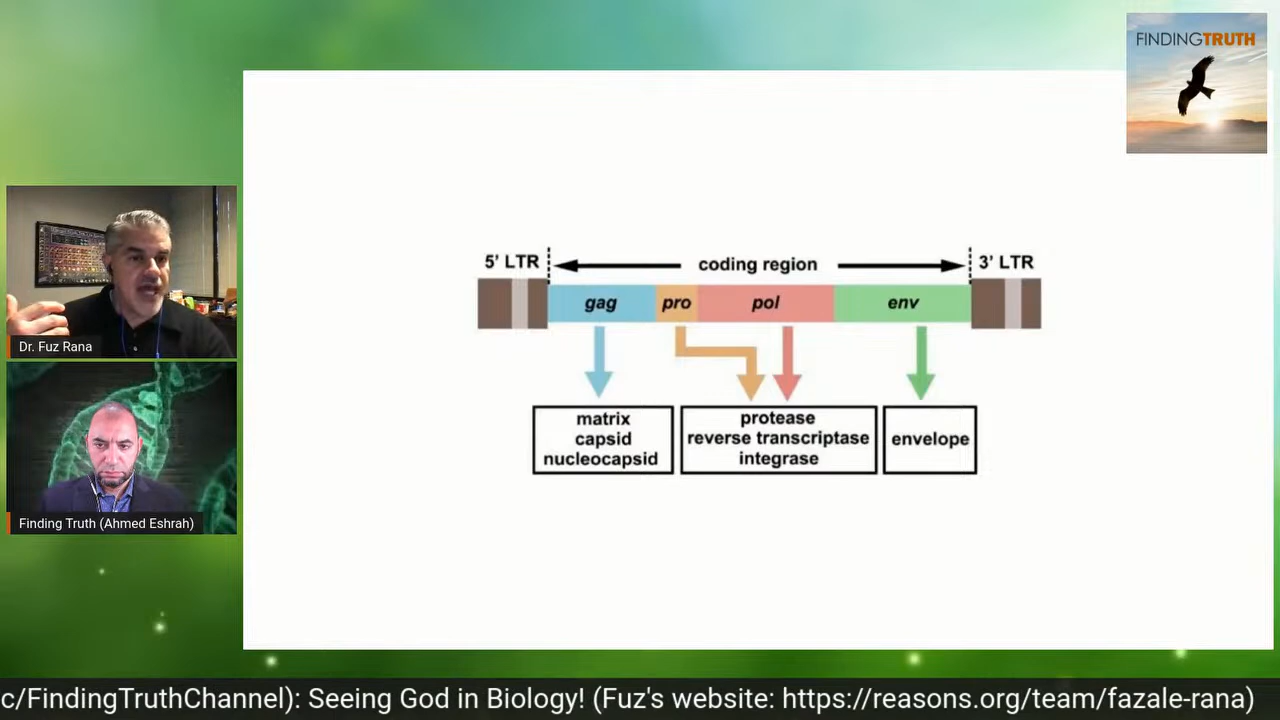 FINDINGTRUTH
5' LTR
coding region
3' LTR
gag
pro
pol
env
matrix
capsid
nucleocapsid
protease
reverse transcriptase
integrase
envelope
Dr. Fuz Rana
Finding Truth (Ahmed Eshrah)
c/FindingTruthChannel): Seeing God in Biology! (Fuz's website: https://reasons.org/team/fazale-rana)